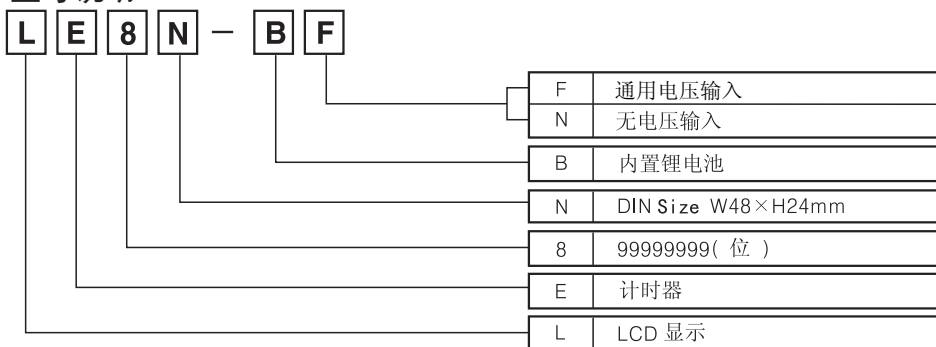 L E 8 N - B F
F 通用电压输入
N 无电压输入
B 内置锂电池
N DIN Size W48×H24mm
8 99999999( 位 )
E 计时器
L LCD 显示